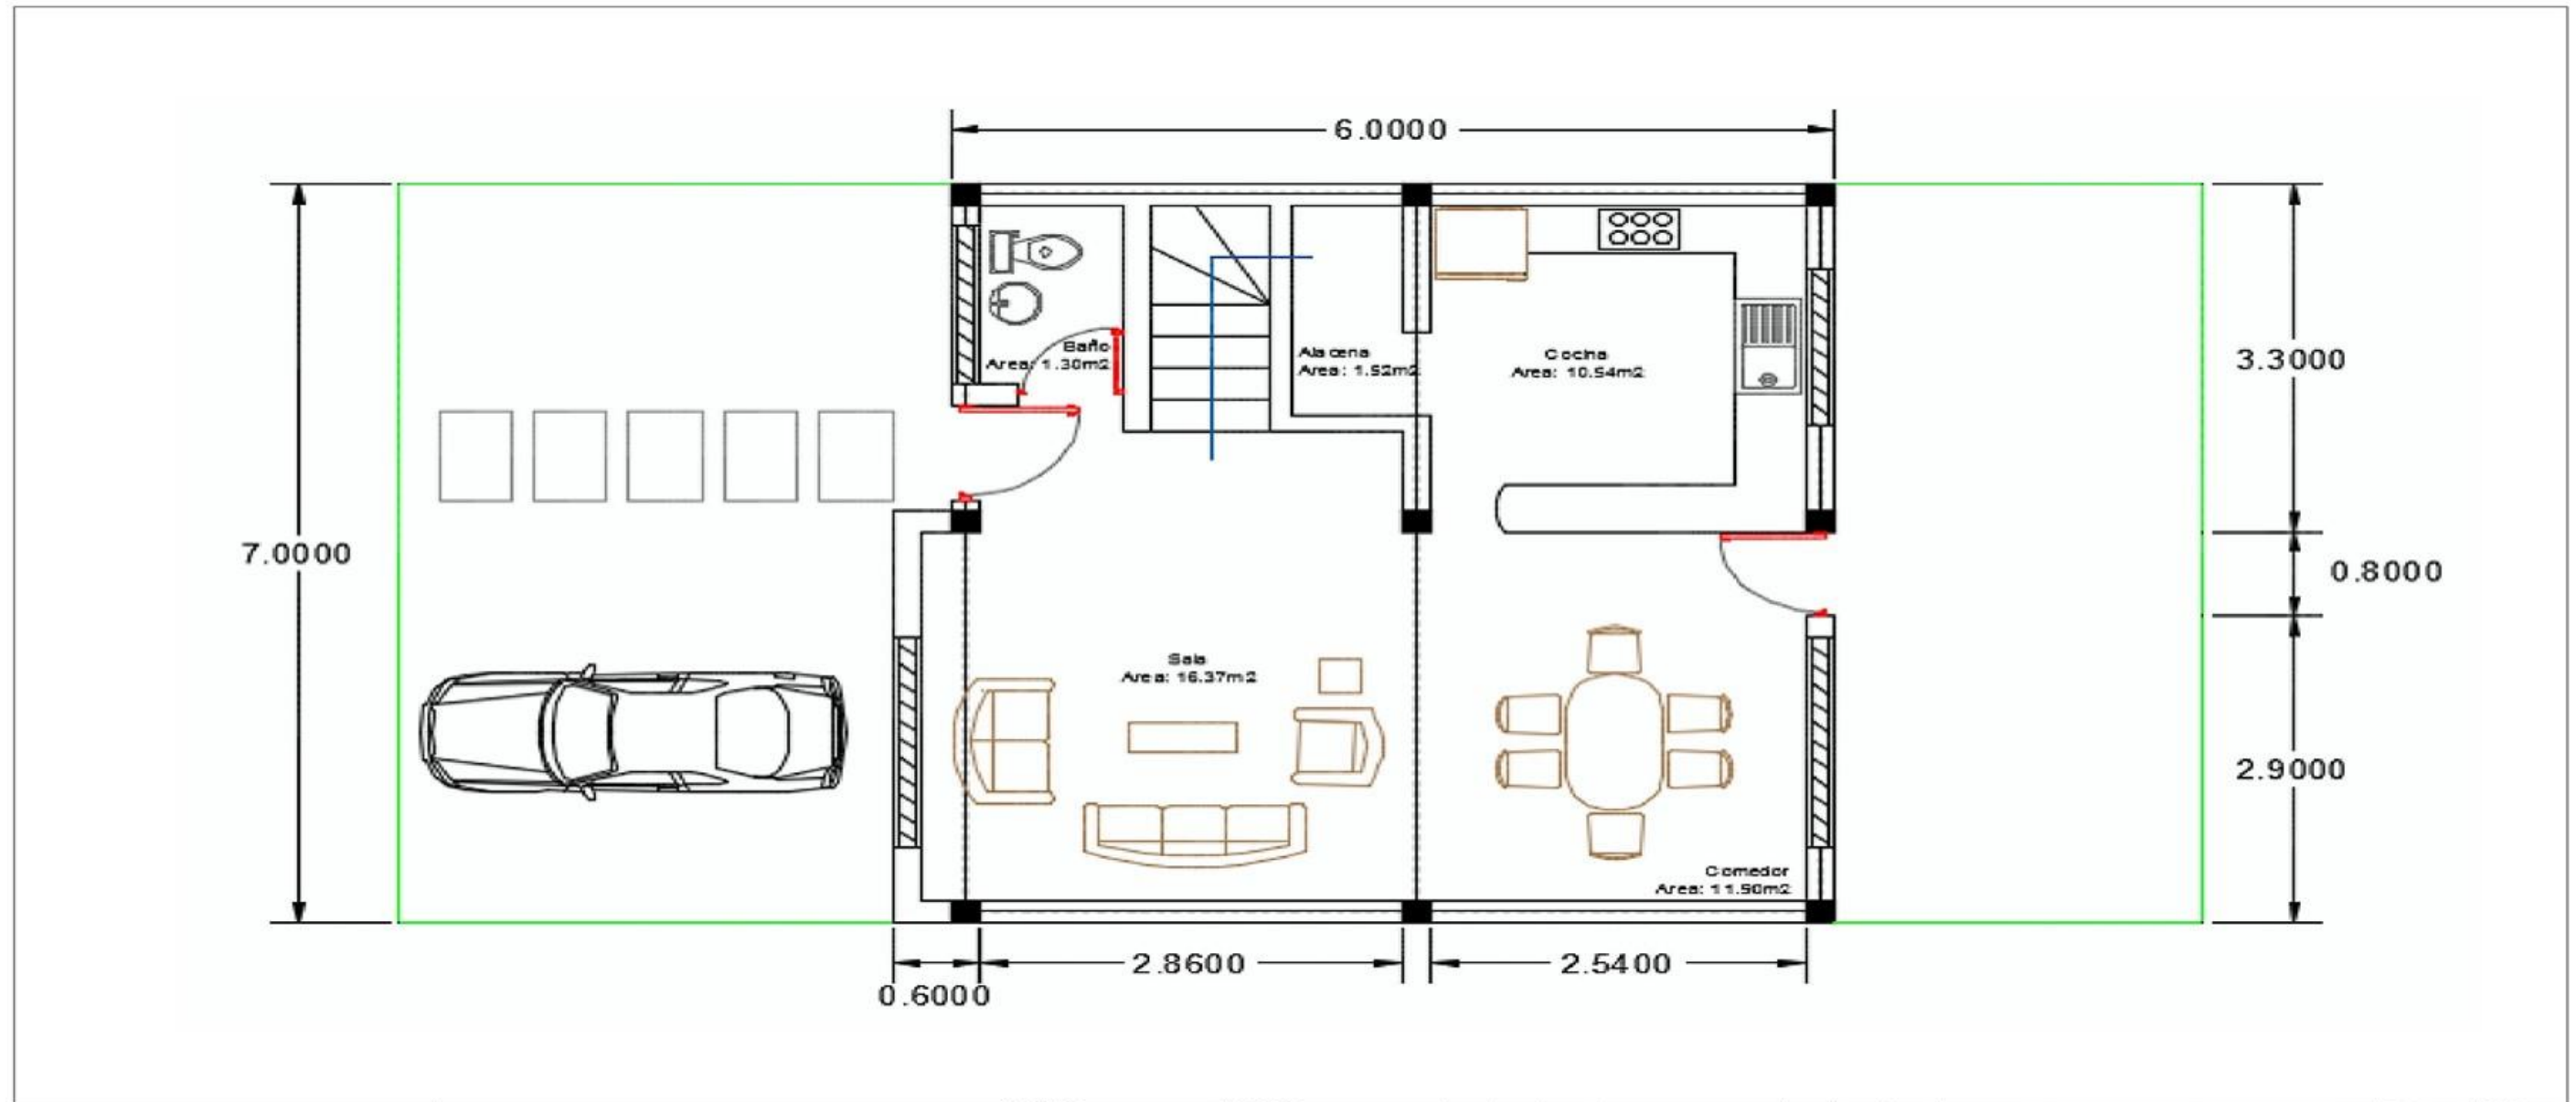 6.0000
Baño
Area: 1.30m2
Alacena
Area: 1.52m2
Cocina
Area: 10.54m2
3.3000
7.0000
0.8000
Sala
Area: 16.37m2
2.9000
Comedor
Area: 11.50m2
2.8600
2.5400
0.6000